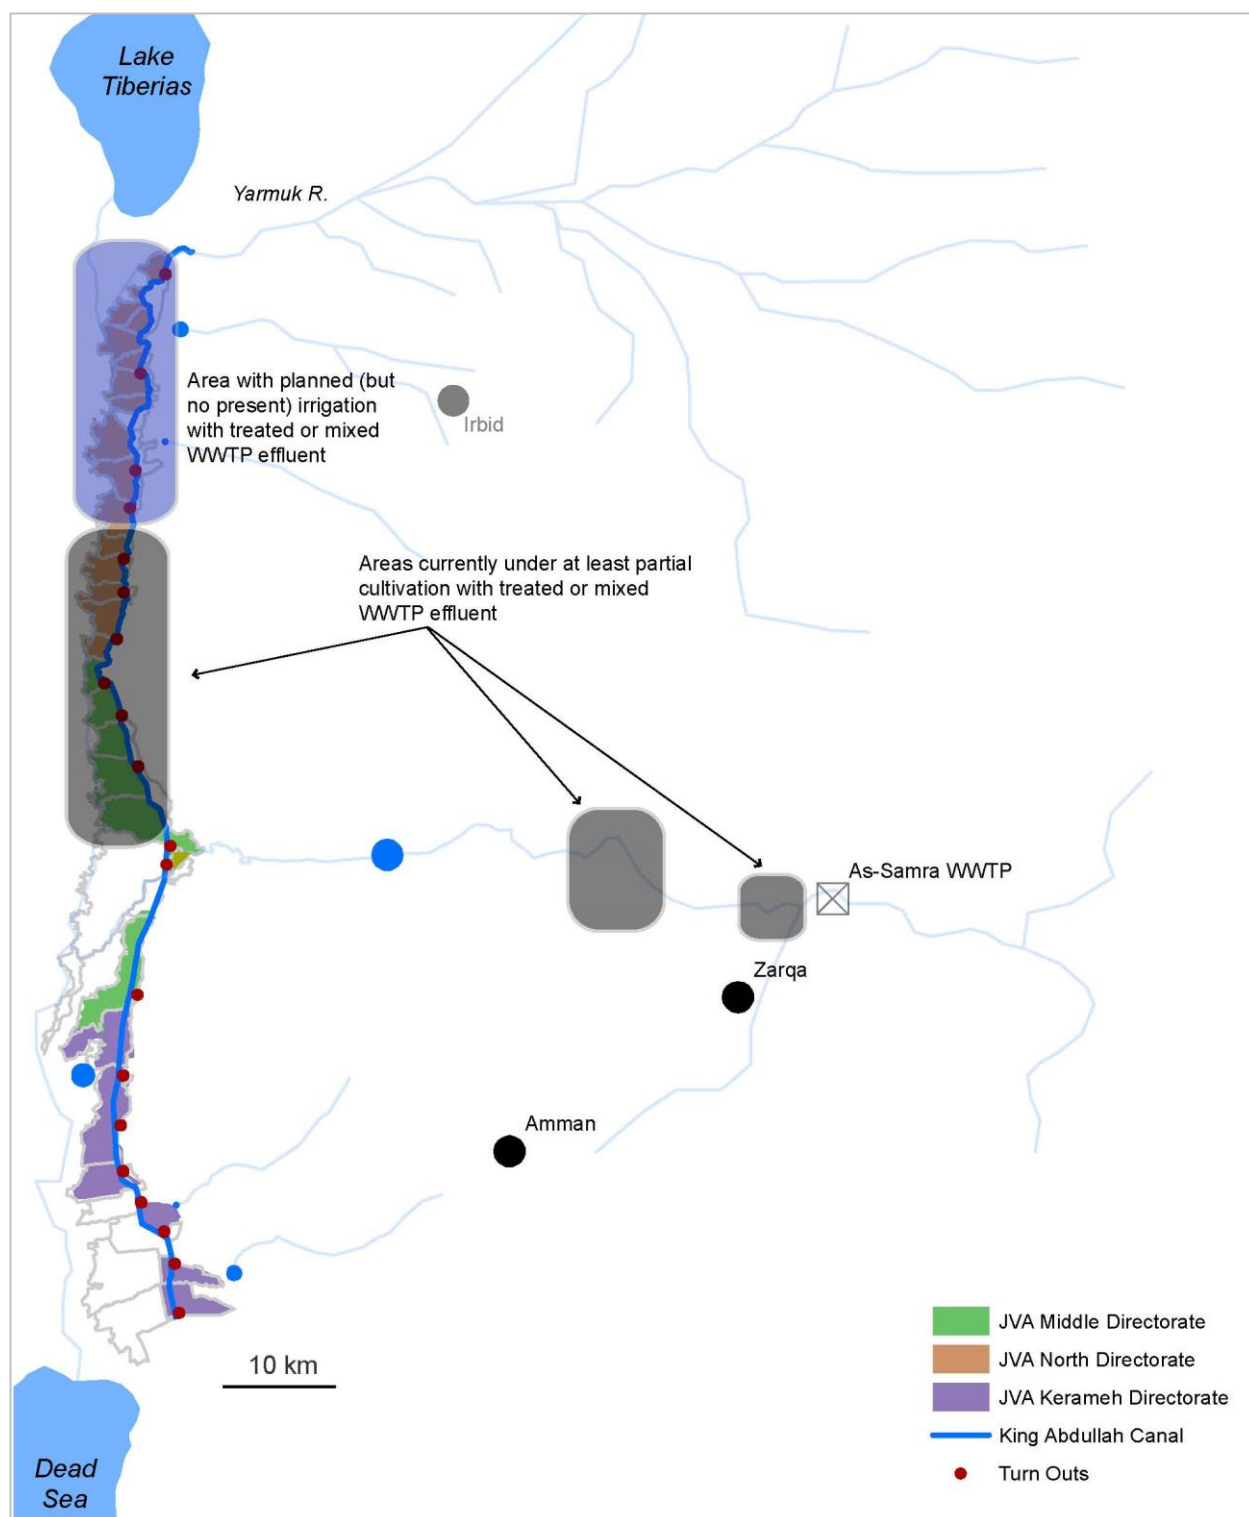 Lake
Tiberias
Yarmuk R.
Area with planned (but
no present) irrigation
with treated or mixed
WWTP effluent
Irbid
Areas currently under at least partial
cultivation with treated or mixed
WWTP effluent
As-Samra WWTP
Zarqa
Amman
10 km
JVA Middle Directorate
JVA North Directorate
JVA Kerameh Directorate
King Abdullah Canal
Turn Outs
Dead
Sea